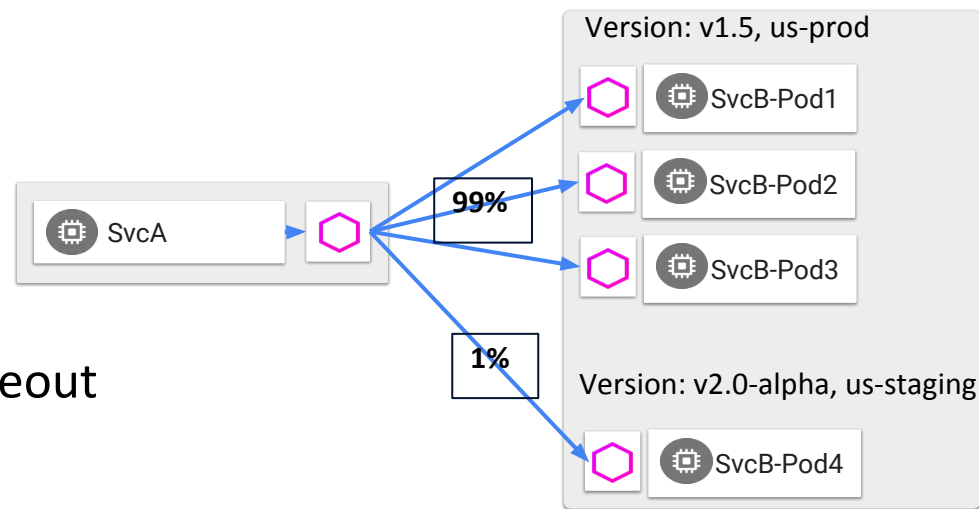 Version: v1.5, us-prod
SvcB-Pod1
SvcB-Pod2
99%
SvcA
SvcB-Pod3
1%
eout
Version: v2.0-alpha, us-staging
SvcB-Pod4